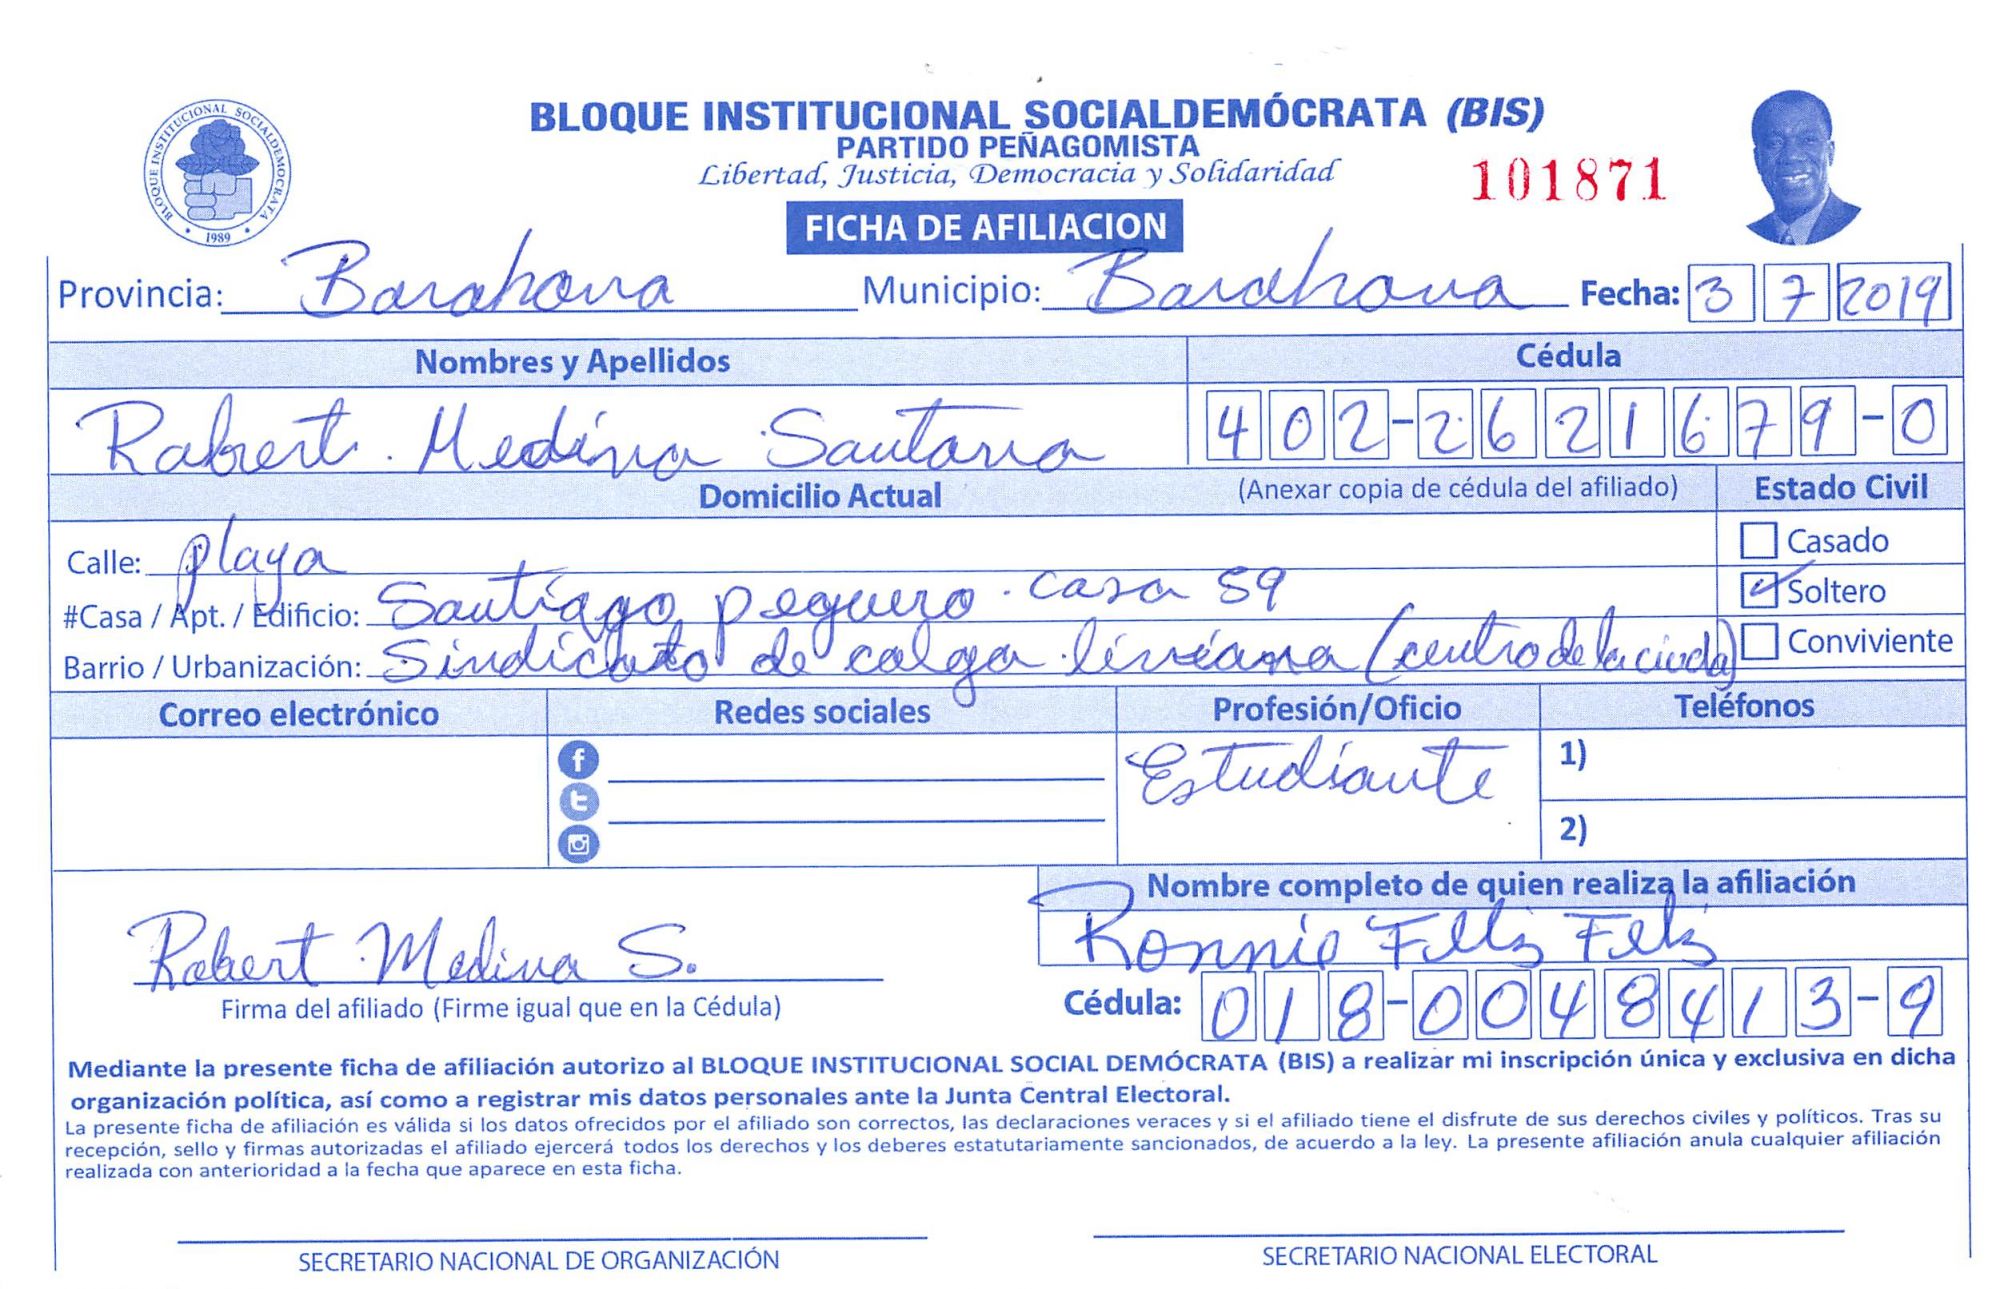 BLOQUE INSTITUCIONAL SOCIALDEMÓCRATA (BIS)
PARTIDO PEÑAGOMISTA
Libertad, Justicia, Democracia y Solidaridad
101871
BLOQUE INSTITUCIONAL SOCIALDEMOCRATA
1989
FICHA DE AFILIACION
Provincia: Barahona Municipio: Barahona Fecha: 3 7 2019
Nombres y Apellidos Cédula
Robert Medina Santana 402-2621679-0
Domicilio Actual (Anexar copia de cédula del afiliado) Estado Civil
Calle: playa Casado
#Casa / Apt. / Edificio: Santiago peguero casa 59 Soltero
Barrio / Urbanización: Sindicato de calga liviana (centro de la ciuda) Conviviente
Correo electrónico Redes sociales Profesión/Oficio Teléfonos
Estudiante 1)
2)
Nombre completo de quien realiza la afiliación
Robert Medina S. Ronnie Feliz Feliz
Firma del afiliado (Firme igual que en la Cédula) Cédula: 018-0048413-9
Mediante la presente ficha de afiliación autorizo al BLOQUE INSTITUCIONAL SOCIAL DEMÓCRATA (BIS) a realizar mi inscripción única y exclusiva en dicha
organización política, así como a registrar mis datos personales ante la Junta Central Electoral.
La presente ficha de afiliación es válida si los datos ofrecidos por el afiliado son correctos, las declaraciones veraces y si el afiliado tiene el disfrute de sus derechos civiles y políticos. Tras su
recepción, sello y firmas autorizadas el afiliado ejercerá todos los derechos y los deberes estatutariamente sancionados, de acuerdo a la ley. La presente afiliación anula cualquier afiliación
realizada con anterioridad a la fecha que aparece en esta ficha.
SECRETARIO NACIONAL DE ORGANIZACIÓN SECRETARIO NACIONAL ELECTORAL